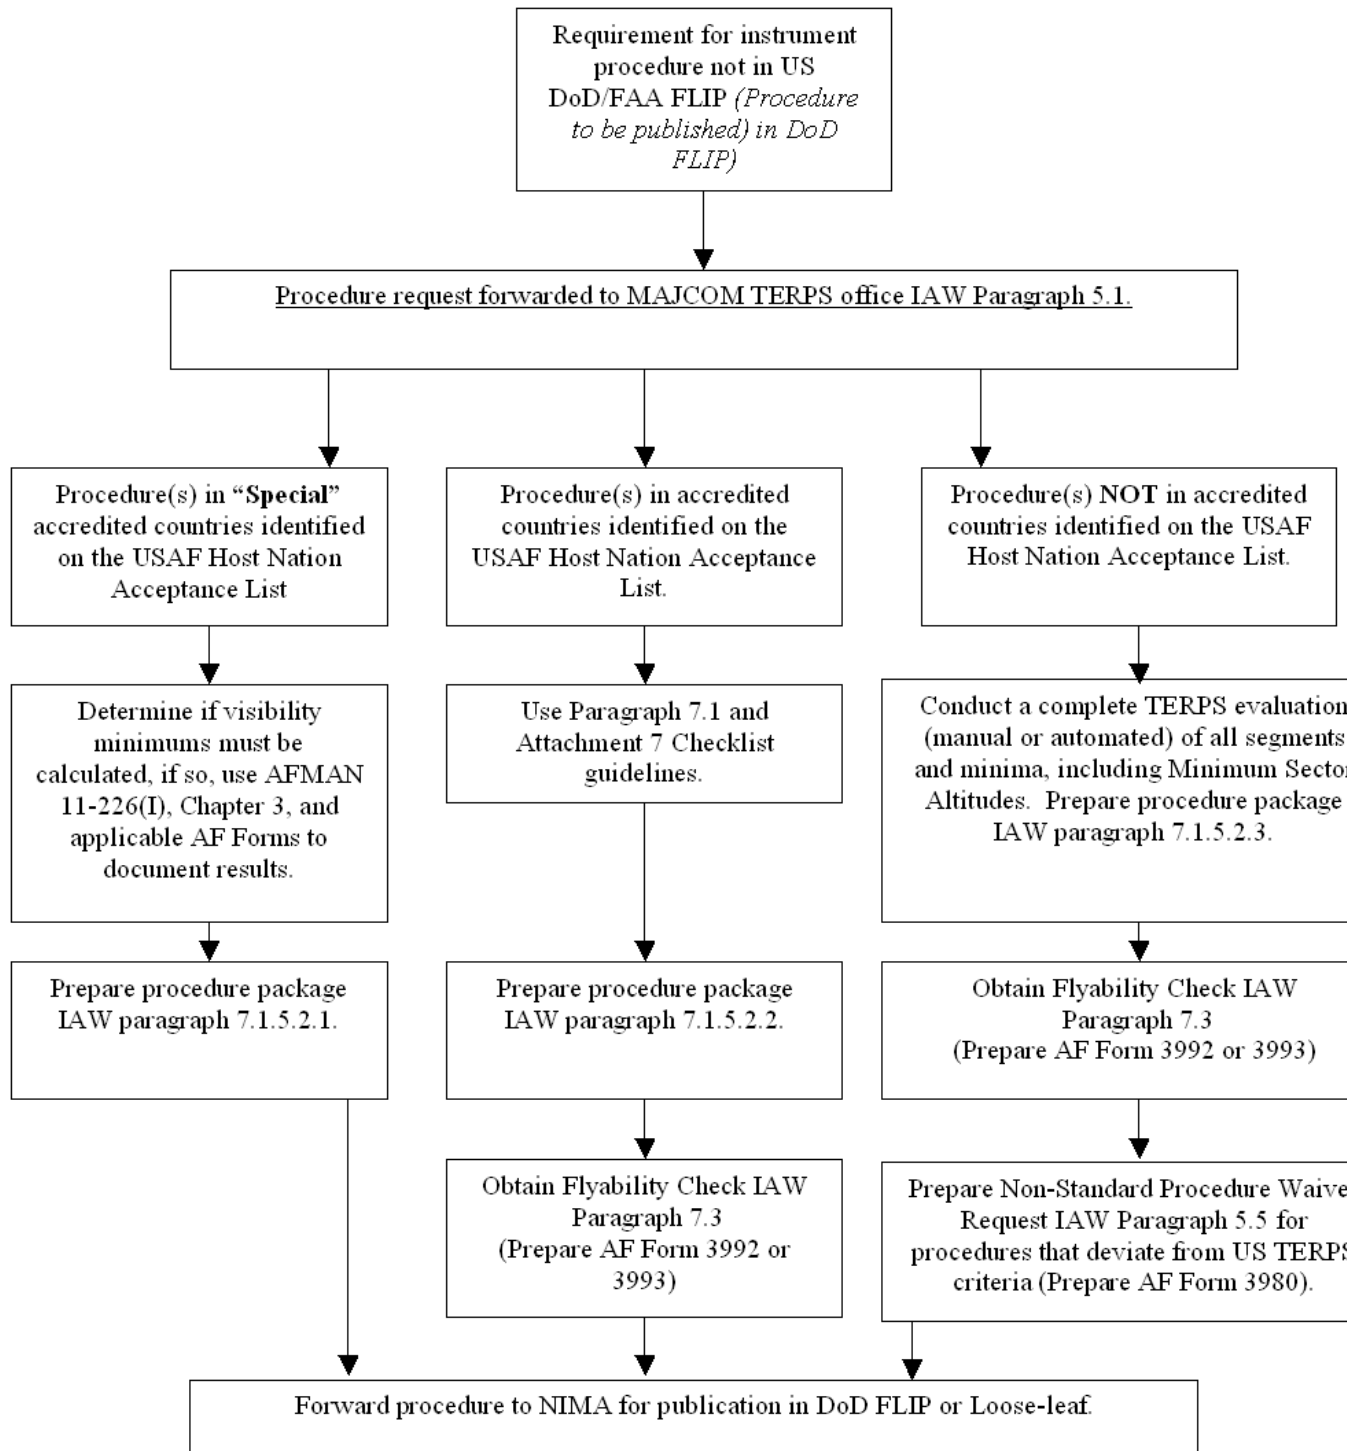 Requirement for instrument
procedure not in US
DoD/FAA FLIP (Procedure
to be published) in DoD
FLIP)
Procedure request forwarded to MAJCOM TERPS office IAW Paragraph 5.1.
Procedure(s) in “Special”
accredited countries identified
on the USAF Host Nation
Acceptance List
Procedure(s) in accredited
countries identified on the
USAF Host Nation Acceptance
List.
Procedure(s) NOT in accredited
countries identified on the USAF
Host Nation Acceptance List.
Determine if visibility
minimums must be
calculated, if so, use AFMAN
11-226(I), Chapter 3, and
applicable AF Forms to
document results.
Use Paragraph 7.1 and
Attachment 7 Checklist
guidelines.
Conduct a complete TERPS evaluation
(manual or automated) of all segments
and minima, including Minimum Sector
Altitudes. Prepare procedure package
IAW paragraph 7.1.5.2.3.
Prepare procedure package
IAW paragraph 7.1.5.2.1.
Prepare procedure package
IAW paragraph 7.1.5.2.2.
Obtain Flyability Check IAW
Paragraph 7.3
(Prepare AF Form 3992 or 3993)
Obtain Flyability Check IAW
Paragraph 7.3
(Prepare AF Form 3992 or
3993)
Prepare Non-Standard Procedure Waive
Request IAW Paragraph 5.5 for
procedures that deviate from US TERPS
criteria (Prepare AF Form 3980).
Forward procedure to NIMA for publication in DoD FLIP or Loose-leaf.